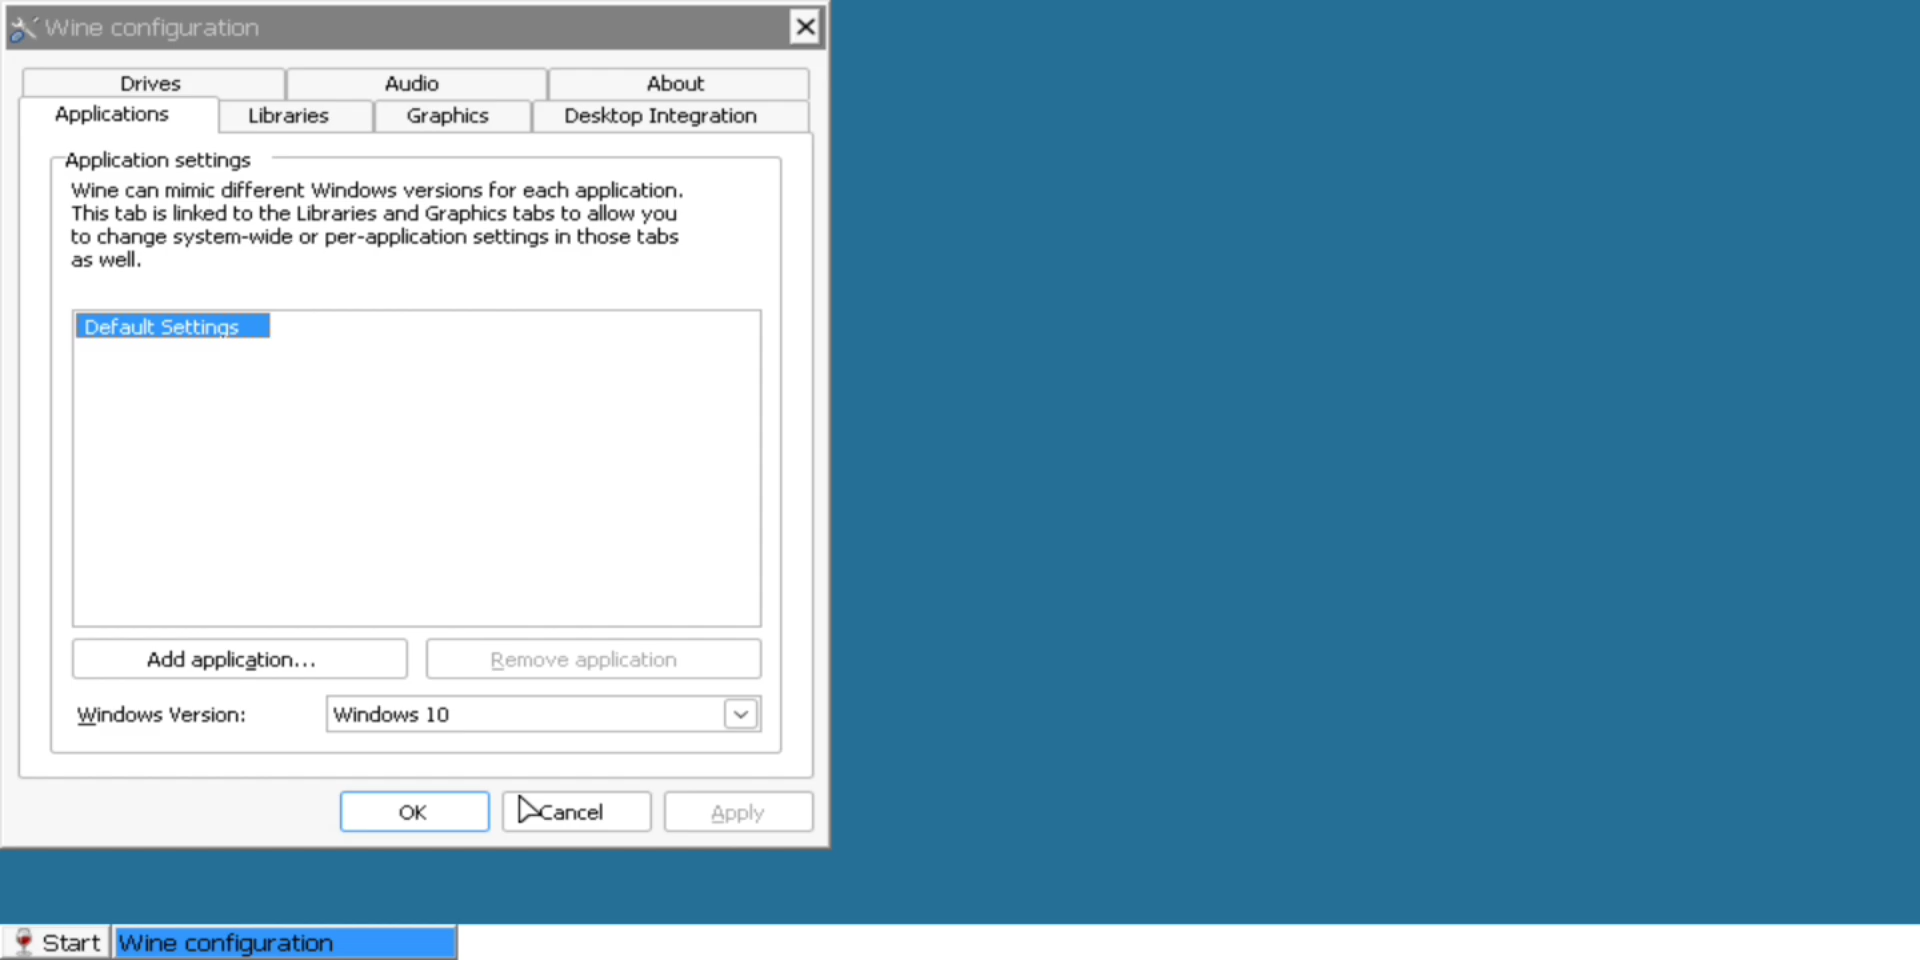 Wine configuration
Drives Audio About
Applications Libraries Graphics Desktop Integration
Application settings
Wine can mimic different Windows versions for each application.
This tab is linked to the Libraries and Graphics tabs to allow you
to change system-wide or per-application settings in those tabs
as well.
Default Settings
Add application... Remove application
Windows Version: Windows 10
OK Cancel Apply
Start Wine configuration